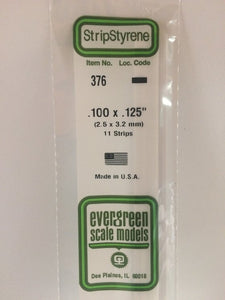 StripStyrene
Item No. Loc. Code
376
.100 x .125"
(2.5 x 3.2 mm)
11 Strips
Made in U.S.A.
evergreen
scale models
Des Plaines, IL 60018